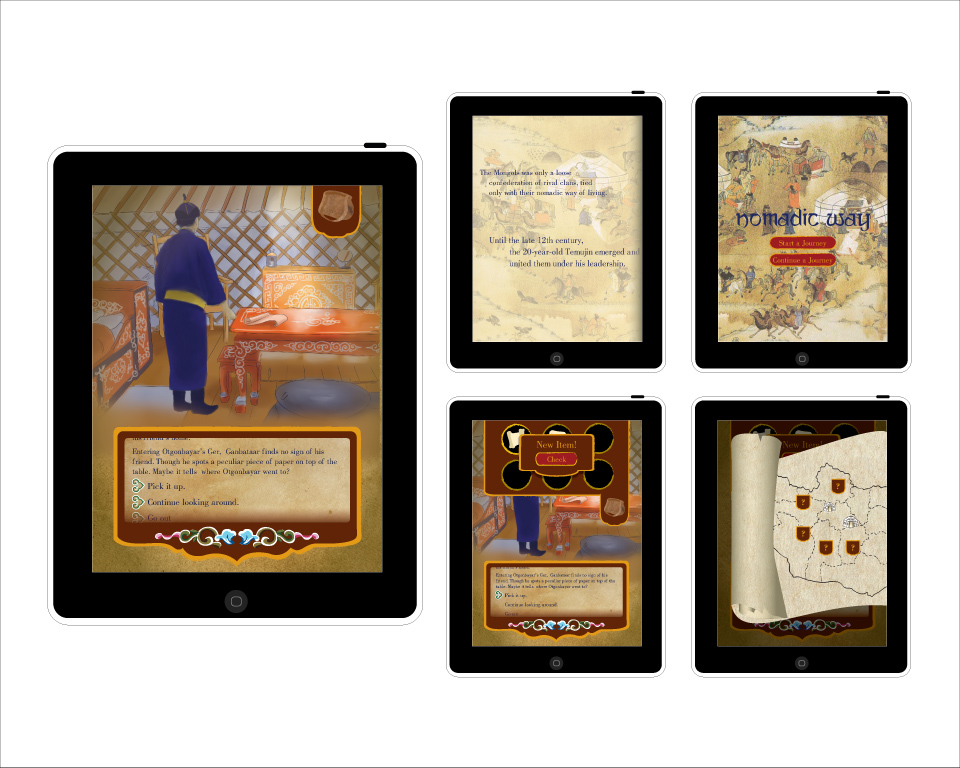 his friend's house.
Entering Otgonbayar's Ger, Ganbataar finds no sign of his
friend. Though he spots a peculiar piece of paper on top of the
table. Maybe it tells where Otgonbayar went to?
Pick it up.
Continue looking around.
Go out
The Mongols was only a loose
confederation of rival clans, tied
only with their nomadic way of living.
Until the late 12th century,
the 20-year-old Temujin emerged and
united them under his leadership.
nomadic way
Start a Journey
Continue a Journey
New Item!
Check
Entering Otgonbayar's Ger, Ganbataar finds no sign of his
friend. Though he spots a peculiar piece of paper on top of the
table. Maybe it tells where Otgonbayar went to?
Pick it up.
Continue looking around.
New Item!
?
?
?
?
?